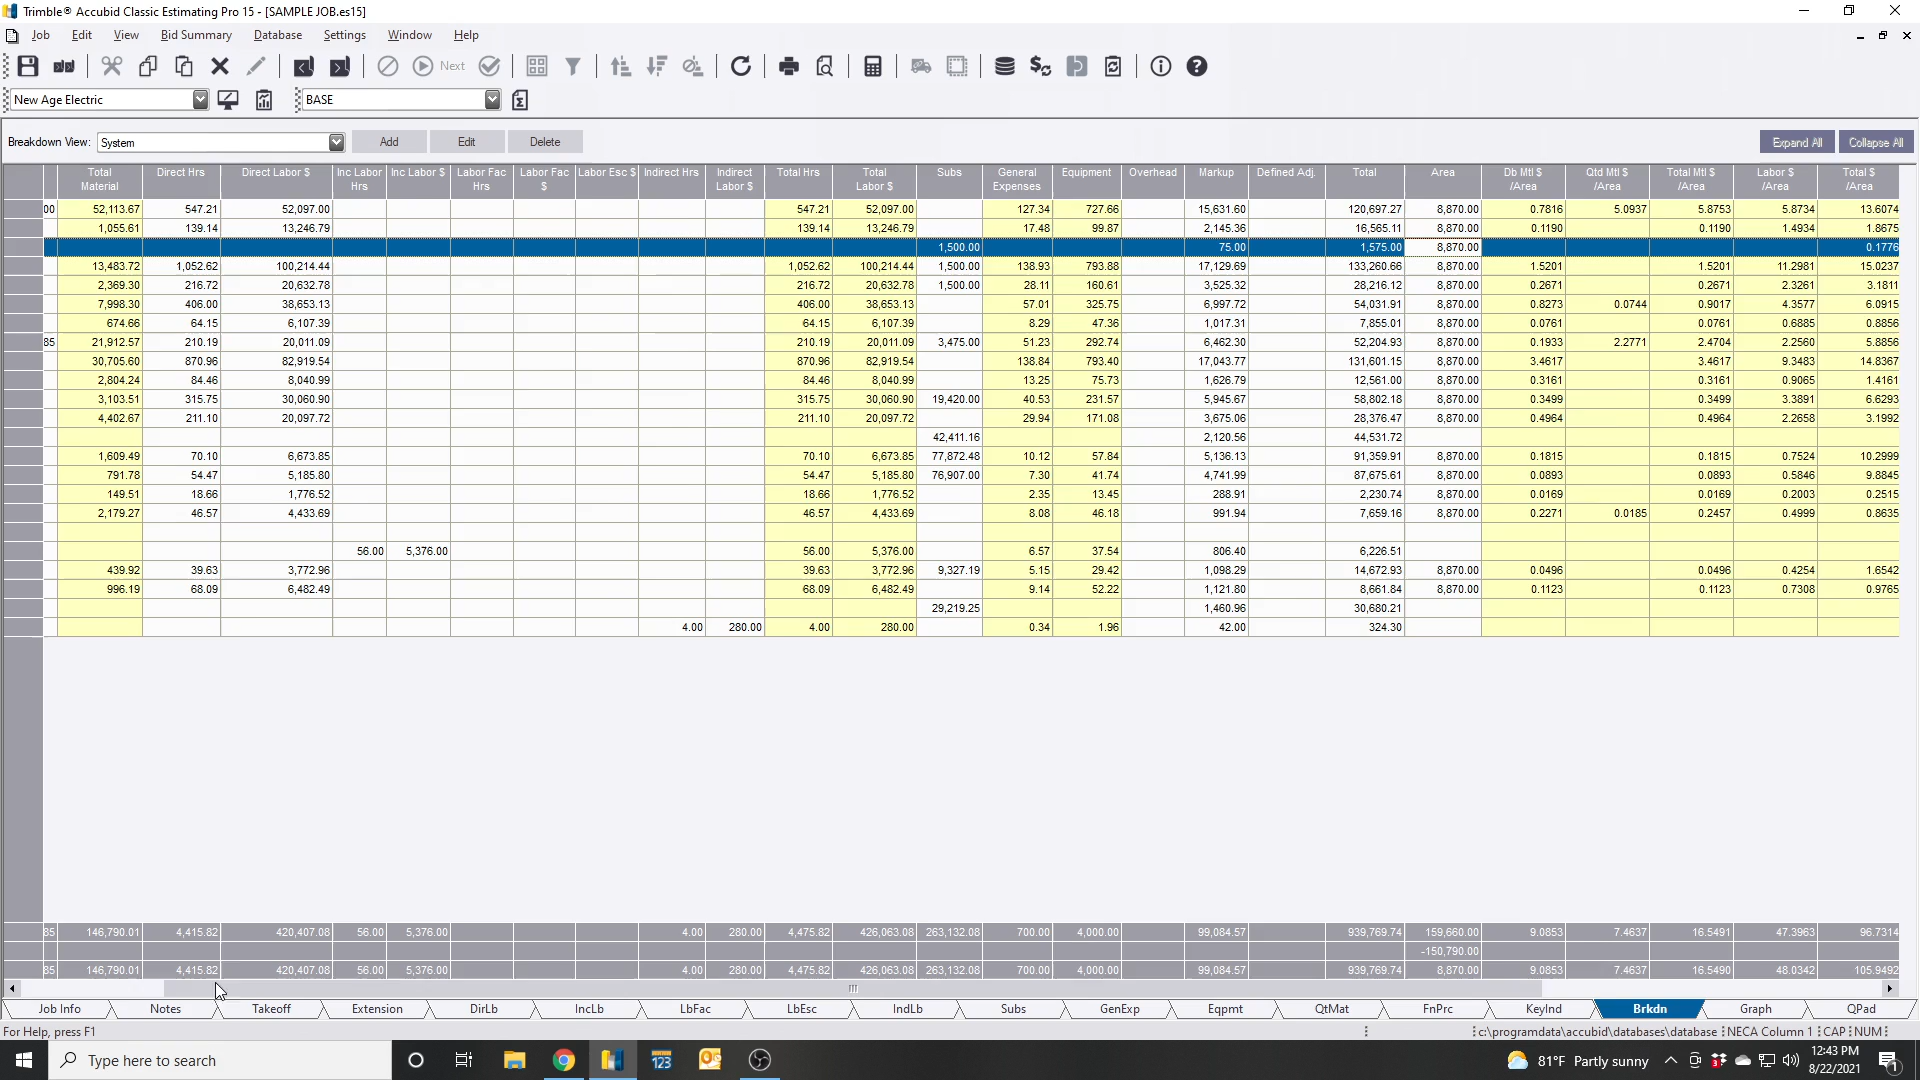 Trimble® Accubid Classic Estimating Pro 15 - [SAMPLE JOB.es15]
Job Edit View Bid Summary Database Settings Window Help
Next
New Age Electric BASE
Breakdown View: System Add Edit Delete Expand All Collapse All
Total Material Direct Hrs Direct Labor $ Inc Labor Hrs Inc Labor $ Labor Fac Hrs Labor Fac $ Labor Esc $ Indirect Hrs Indirect Labor $ Total Hrs Total Labor $ Subs General Expenses Equipment Overhead Markup Defined Adj. Total Area Db Mtl $ /Area Qtd Mtl $ /Area Total Mtl $ /Area Labor $ /Area Total $ /Area
00 52,113.67 547.21 52,097.00 547.21 52,097.00 127.34 727.66 15,631.60 120,697.27 8,870.00 0.7816 5.0937 5.8753 5.8734 13.6074
1,055.61 139.14 13,246.79 139.14 13,246.79 17.48 99.87 2,145.36 16,565.11 8,870.00 0.1190 0.1190 1.4934 1.8675
1,500.00 75.00 1,575.00 8,870.00 0.1776
13,483.72 1,052.62 100,214.44 1,052.62 100,214.44 1,500.00 138.93 793.88 17,129.69 133,260.66 8,870.00 1.5201 1.5201 11.2981 15.0237
2,369.30 216.72 20,632.78 216.72 20,632.78 1,500.00 28.11 160.61 3,525.32 28,216.12 8,870.00 0.2671 0.2671 2.3261 3.1811
7,998.30 406.00 38,653.13 406.00 38,653.13 57.01 325.75 6,997.72 54,031.91 8,870.00 0.8273 0.0744 0.9017 4.3577 6.0915
674.66 64.15 6,107.39 64.15 6,107.39 8.29 47.36 1,017.31 7,855.01 8,870.00 0.0761 0.0761 0.6885 0.8856
85 21,912.57 210.19 20,011.09 210.19 20,011.09 3,475.00 51.23 292.74 6,462.30 52,204.93 8,870.00 0.1933 2.2771 2.4704 2.2560 5.8856
30,705.60 870.96 82,919.54 870.96 82,919.54 138.84 793.40 17,043.77 131,601.15 8,870.00 3.4617 3.4617 9.3483 14.8367
2,804.24 84.46 8,040.99 84.46 8,040.99 13.25 75.73 1,626.79 12,561.00 8,870.00 0.3161 0.3161 0.9065 1.4161
3,103.51 315.75 30,060.90 315.75 30,060.90 19,420.00 40.53 231.57 5,945.67 58,802.18 8,870.00 0.3499 0.3499 3.3891 6.6293
4,402.67 211.10 20,097.72 211.10 20,097.72 29.94 171.08 3,675.06 28,376.47 8,870.00 0.4964 0.4964 2.2658 3.1992
42,411.16 2,120.56 44,531.72
1,609.49 70.10 6,673.85 70.10 6,673.85 77,872.48 10.12 57.84 5,136.13 91,359.91 8,870.00 0.1815 0.1815 0.7524 10.2999
791.78 54.47 5,185.80 54.47 5,185.80 76,907.00 7.30 41.74 4,741.99 87,675.61 8,870.00 0.0893 0.0893 0.5846 9.8845
149.51 18.66 1,776.52 18.66 1,776.52 2.35 13.45 288.91 2,230.74 8,870.00 0.0169 0.0169 0.2003 0.2515
2,179.27 46.57 4,433.69 46.57 4,433.69 8.08 46.18 991.94 7,659.16 8,870.00 0.2271 0.0185 0.2457 0.4999 0.8635
56.00 5,376.00 56.00 5,376.00 6.57 37.54 806.40 6,226.51
439.92 39.63 3,772.96 39.63 3,772.96 9,327.19 5.15 29.42 1,098.29 14,672.93 8,870.00 0.0496 0.0496 0.4254 1.6542
996.19 68.09 6,482.49 68.09 6,482.49 9.14 52.22 1,121.80 8,661.84 8,870.00 0.1123 0.1123 0.7308 0.9765
29,219.25 1,460.96 30,680.21
4.00 280.00 4.00 280.00 0.34 1.96 42.00 324.30
85 146,790.01 4,415.82 420,407.08 56.00 5,376.00 4.00 280.00 4,475.82 426,063.08 263,132.08 700.00 4,000.00 99,084.57 939,769.74 159,660.00 9.0853 7.4637 16.5491 47.3963 96.7314
-150,790.00
85 146,790.01 4,415.82 420,407.08 56.00 5,376.00 4.00 280.00 4,475.82 426,063.08 263,132.08 700.00 4,000.00 99,084.57 939,769.74 8,870.00 9.0853 7.4637 16.5490 48.0342 105.9492
Job Info Notes Takeoff Extension DirLb IncLb LbFac LbEsc IndLb Subs GenExp Eqpmt QtMat FnPrc KeyInd Brkdn Graph QPad
For Help, press F1 c:\programdata\accubid\databases\database NECA Column 1 CAP NUM
Type here to search 123 81°F Partly sunny 3 12:43 PM
8/22/2021 1